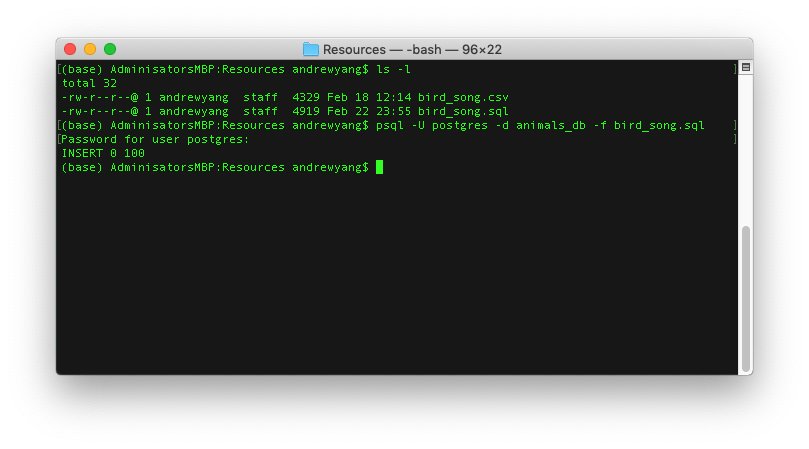 Resources — -bash — 96×22
[(base) AdminisatorsMBP:Resources andrewyang$ ls -l ]
total 32
-rw-r--r--@ 1 andrewyang  staff  4329 Feb 18 12:14 bird_song.csv
-rw-r--r--@ 1 andrewyang  staff  4919 Feb 22 23:55 bird_song.sql
[(base) AdminisatorsMBP:Resources andrewyang$ psql -U postgres -d animals_db -f bird_song.sql ]
[Password for user postgres: ]
INSERT 0 100
(base) AdminisatorsMBP:Resources andrewyang$